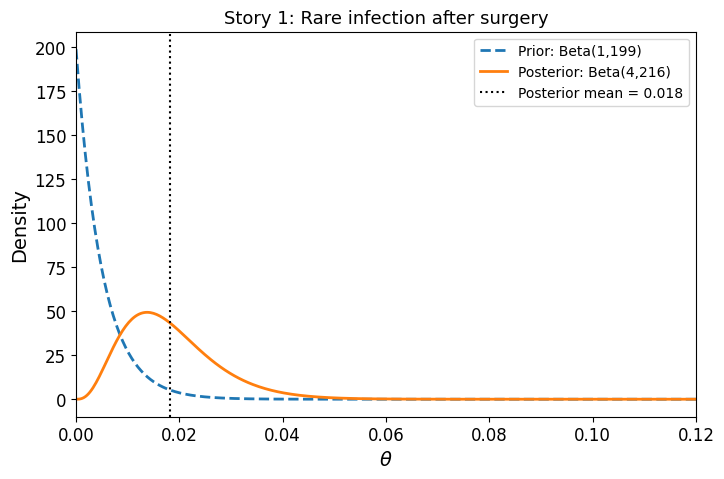 Story 1: Rare infection after surgery
Prior: Beta(1,199)
Posterior: Beta(4,216)
Posterior mean = 0.018
Density
200
175
150
125
100
75
50
25
0
0.00 0.02 0.04 0.06 0.08 0.10 0.12
θ